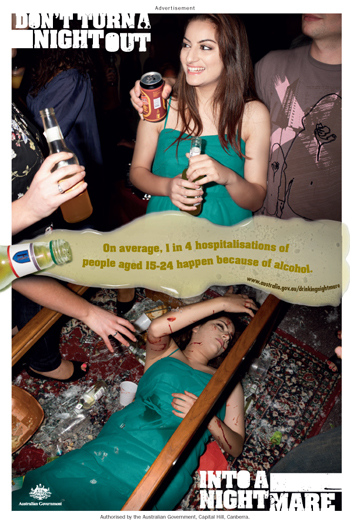 Advertisement
DON'T TURN A
NIGHT OUT
On average, 1 in 4 hospitalisations of
people aged 15-24 happen because of alcohol.
www.australia.gov.au/drinkingnightmare
INTO A
NIGHTMARE
Australian Government
Authorised by the Australian Government, Capital Hill, Canberra.